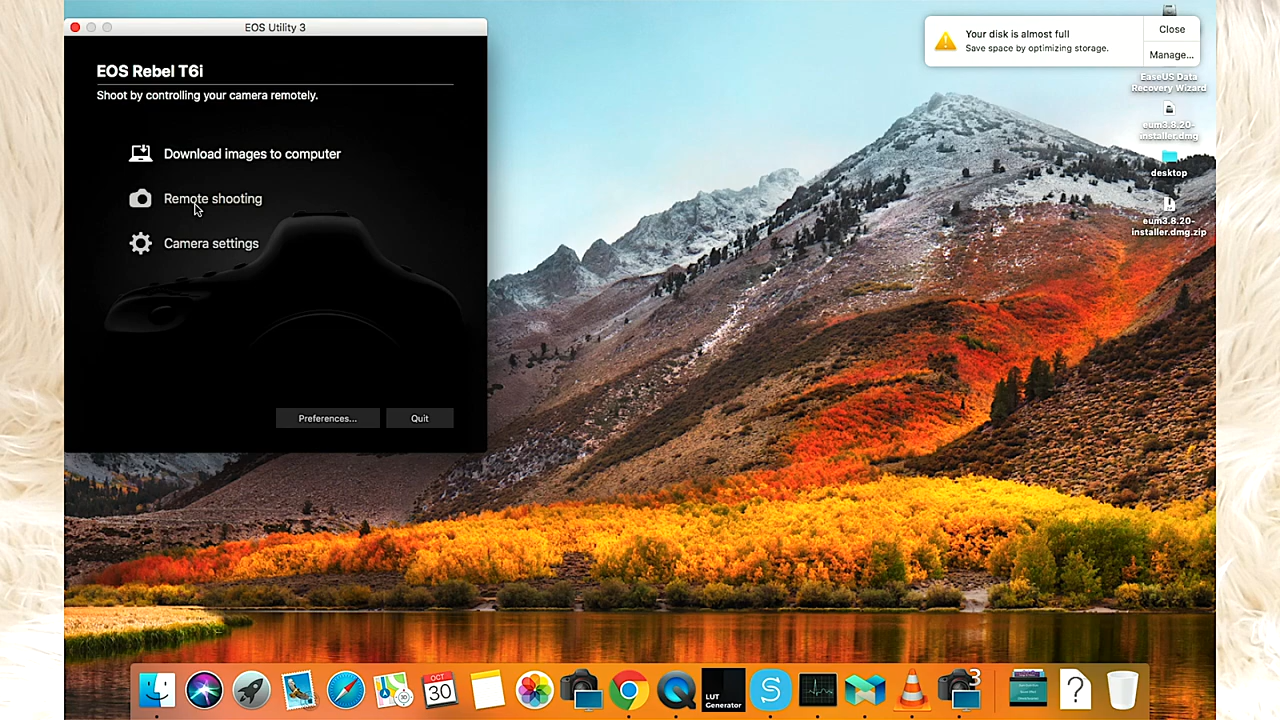 EOS Utility 3
EOS Rebel T6i
Shoot by controlling your camera remotely.
Download images to computer
Remote shooting
Camera settings
Preferences...
Quit
Your disk is almost full
Save space by optimizing storage.
Close
Manage...
EaseUS Data
Recovery Wizard
eum3.8.20-
installer.dmg
desktop
eum3.8.20-
installer.dmg.zip
OCT
30
LUT
Generator
3
?